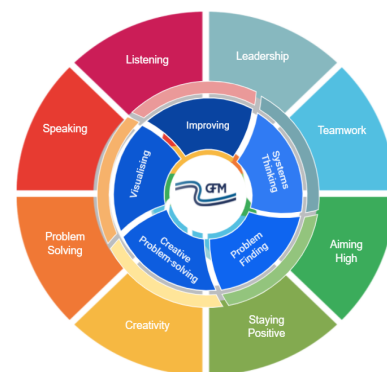 Listening
Leadership
Teamwork
Aiming
High
Staying
Positive
Creativity
Problem
Solving
Speaking
Improving
Systems
Thinking
Problem
Finding
Creative
Problem-solving
Visualising
GFM